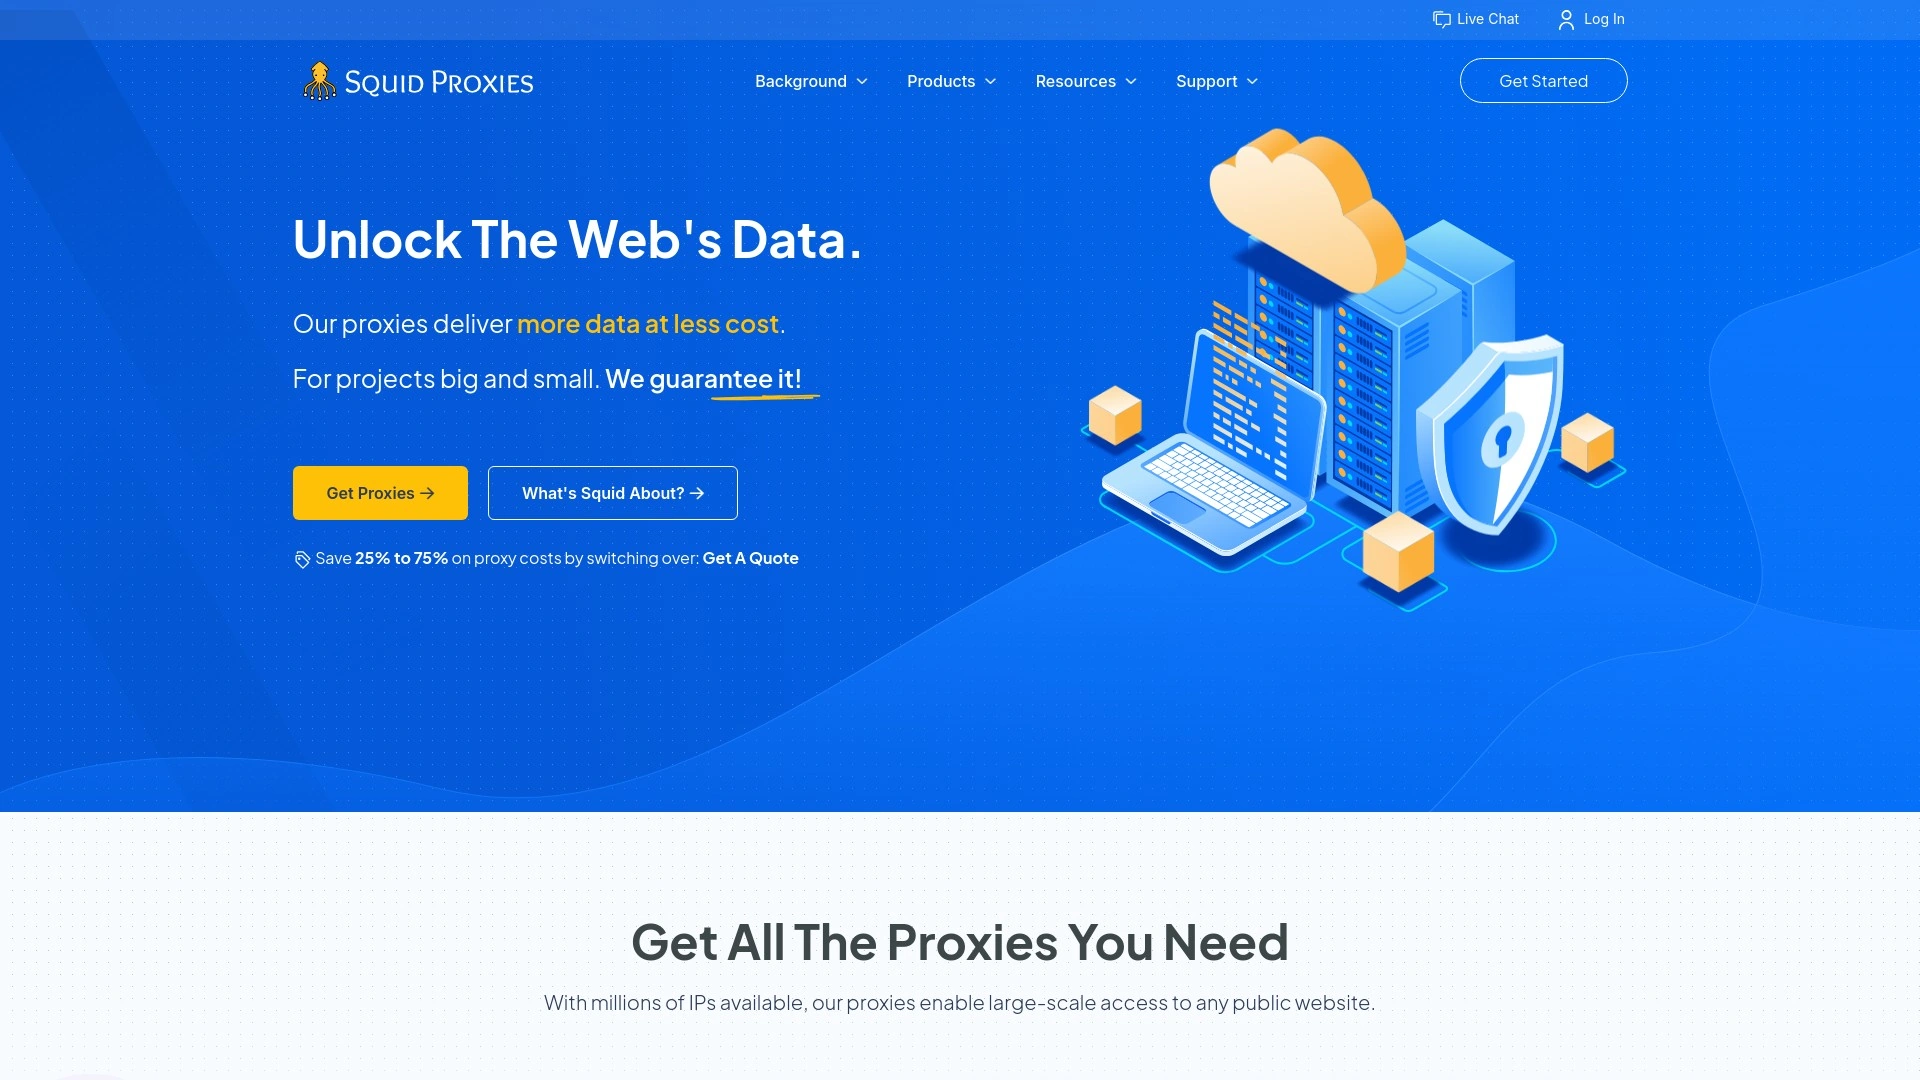 Live Chat
Log In
Squid Proxies
Background
Products
Resources
Support
Get Started
Unlock The Web's Data.
Our proxies deliver more data at less cost.
For projects big and small. We guarantee it!
Get Proxies →
What's Squid About? →
Save 25% to 75% on proxy costs by switching over: Get A Quote
Get All The Proxies You Need
With millions of IPs available, our proxies enable large-scale access to any public website.